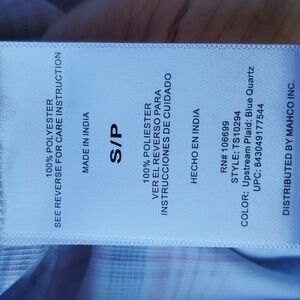 100% POLYESTER
SEE REVERSE FOR CARE INSTRUCTION
MADE IN INDIA
S/P
100% POLIESTER
VER EL REVERSO PARA
INSTRUCCIONES DE CUIDADO
HECHO EN INDIA
RN# 106699
STYLE: TS10294
COLOR: Upstream Plaid: Blue Quartz
UPC: 843049177544
DISTRIBUTED BY MAHCO INC.